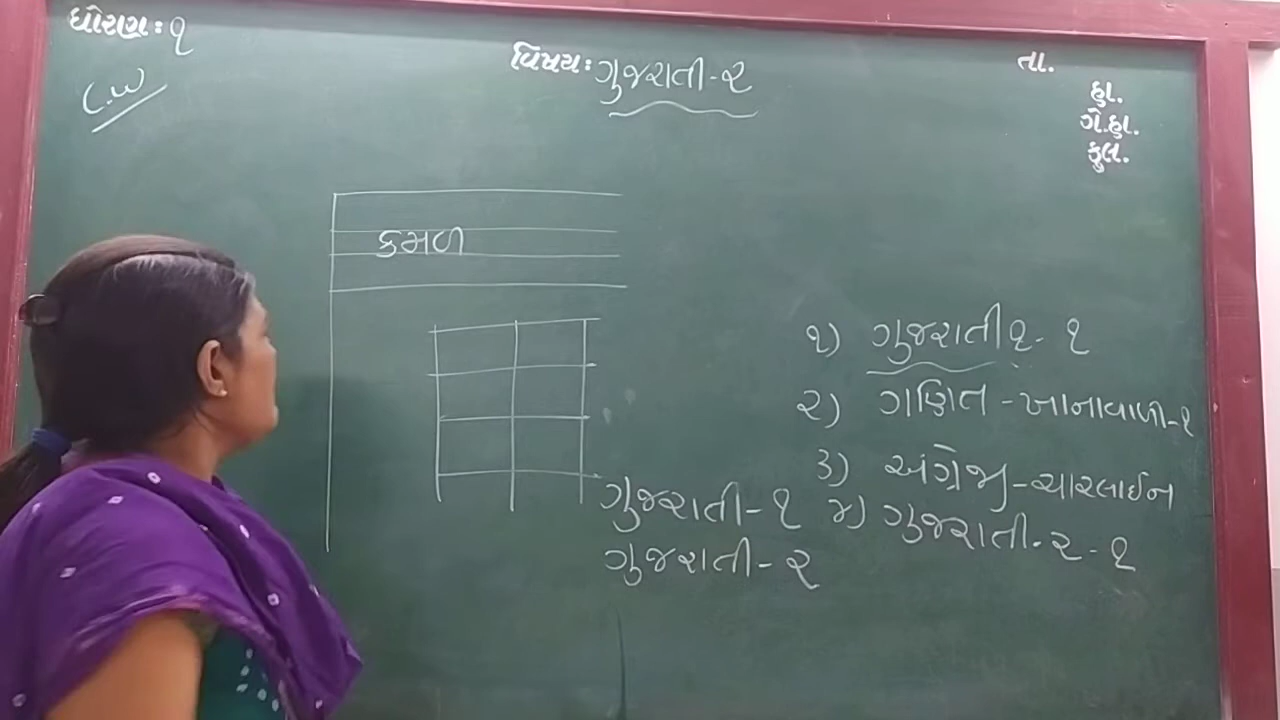 ધોરણ: ૧
વિષય: ગુજરાતી-૨
તા.
C.W
હા.
ગે.હા.
કુલ.
કમળ
૧) ગુજરાતી ૧ - ૧
૨) ગણિત - ખાનાવાળી-૧
૩) અંગ્રેજી - ચારલાઈન
ગુજરાતી - ૧
૪) ગુજરાતી - ૨ - ૧
ગુજરાતી - ૨